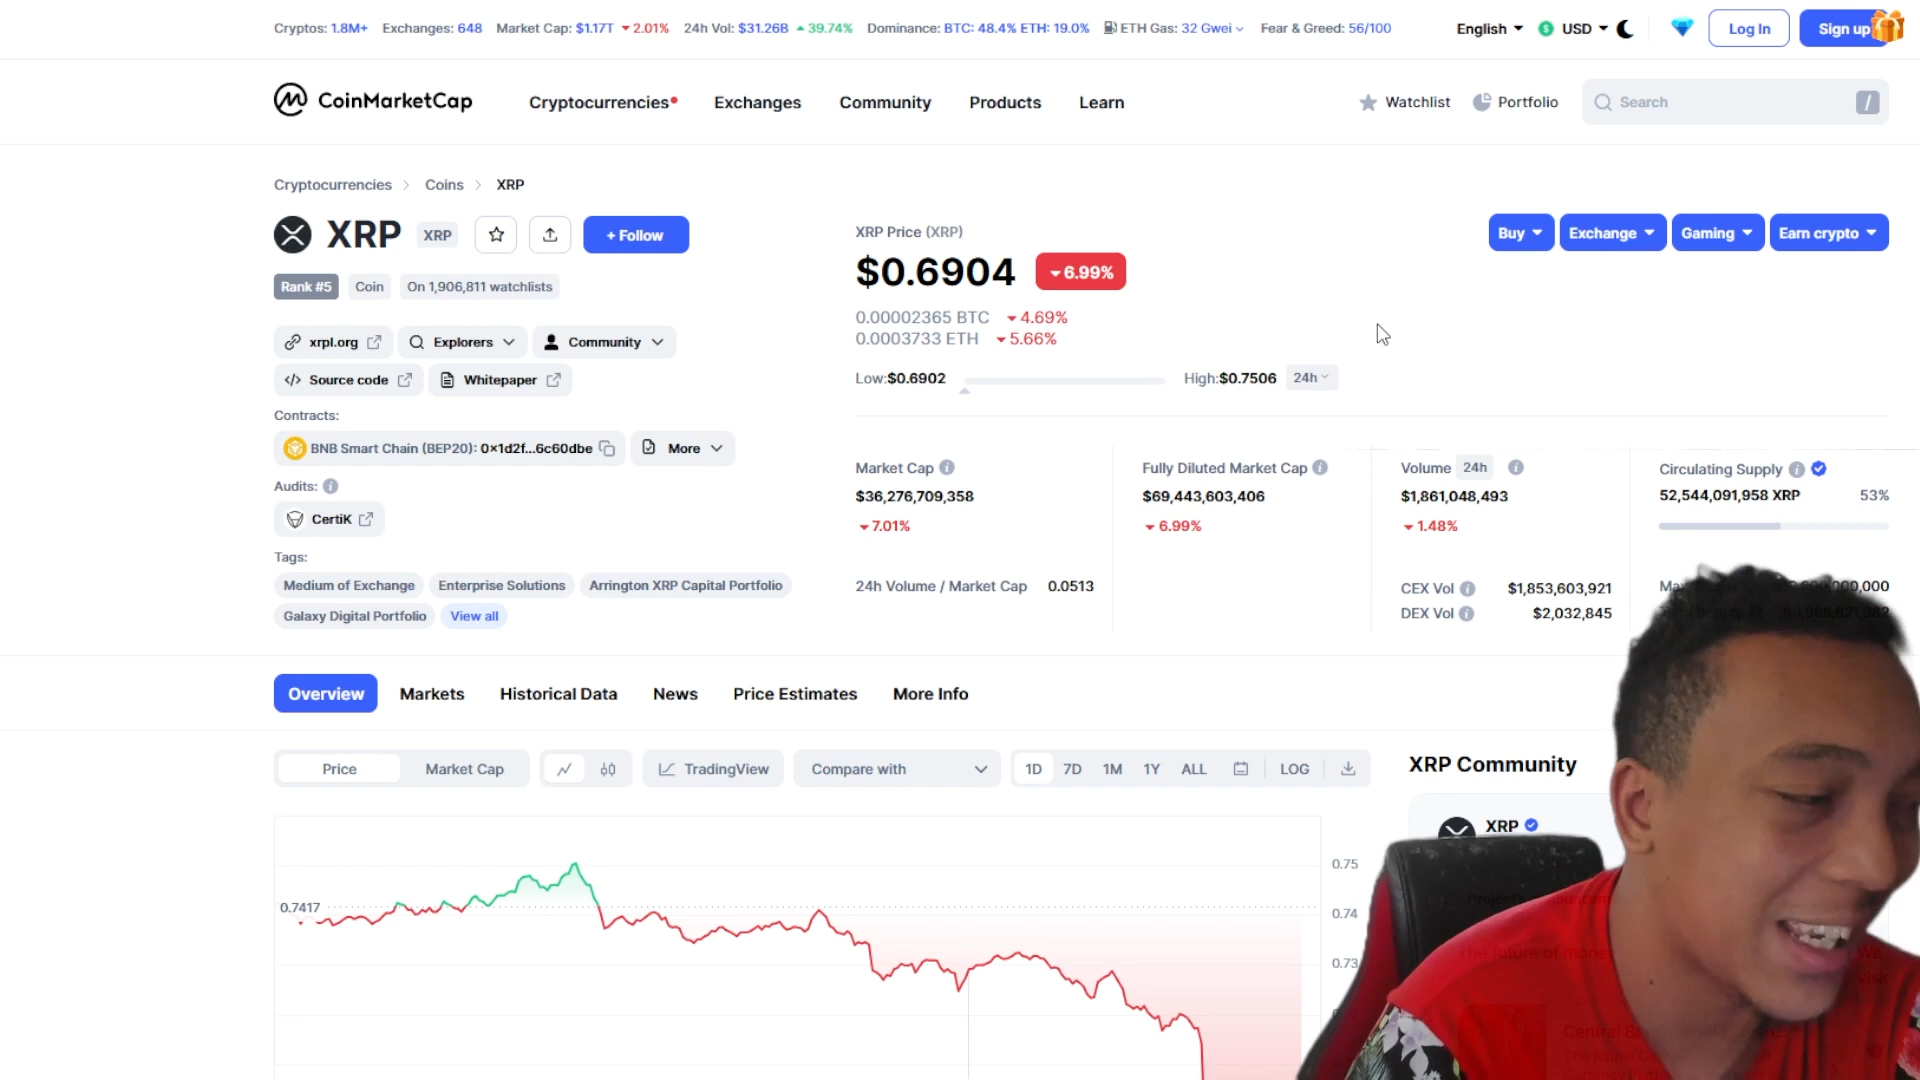 Cryptos: 1.8M+ Exchanges: 648 Market Cap: $1.17T 2.01% 24h Vol: $31.26B 39.74% Dominance: BTC: 48.4% ETH: 19.0% ETH Gas: 32 Gwei Fear & Greed: 56/100 English USD Log In Sign up
CoinMarketCap Cryptocurrencies Exchanges Community Products Learn Watchlist Portfolio Search /
Cryptocurrencies > Coins > XRP
XRP XRP + Follow
Rank #5 Coin On 1,906,811 watchlists
xrpl.org Explorers Community
Source code Whitepaper
Contracts:
BNB Smart Chain (BEP20): 0x1d2f...6c60dbe More
Audits:
CertiK
Tags:
Medium of Exchange Enterprise Solutions Arrington XRP Capital Portfolio
Galaxy Digital Portfolio View all
XRP Price (XRP)
$0.6904 6.99%
0.00002365 BTC 4.69%
0.0003733 ETH 5.66%
Low:$0.6902 High:$0.7506 24h
Buy Exchange Gaming Earn crypto
Market Cap
$36,276,709,358
7.01%
24h Volume / Market Cap 0.0513
Fully Diluted Market Cap
$69,443,603,406
6.99%
Volume 24h
$1,861,048,493
1.48%
CEX Vol $1,853,603,921
DEX Vol $2,032,845
Circulating Supply
52,544,091,958 XRP 53%
Overview Markets Historical Data News Price Estimates More Info
Price Market Cap TradingView Compare with 1D 7D 1M 1Y ALL LOG
0.7417
0.75
0.74
0.73
XRP Community
XRP
The future of money